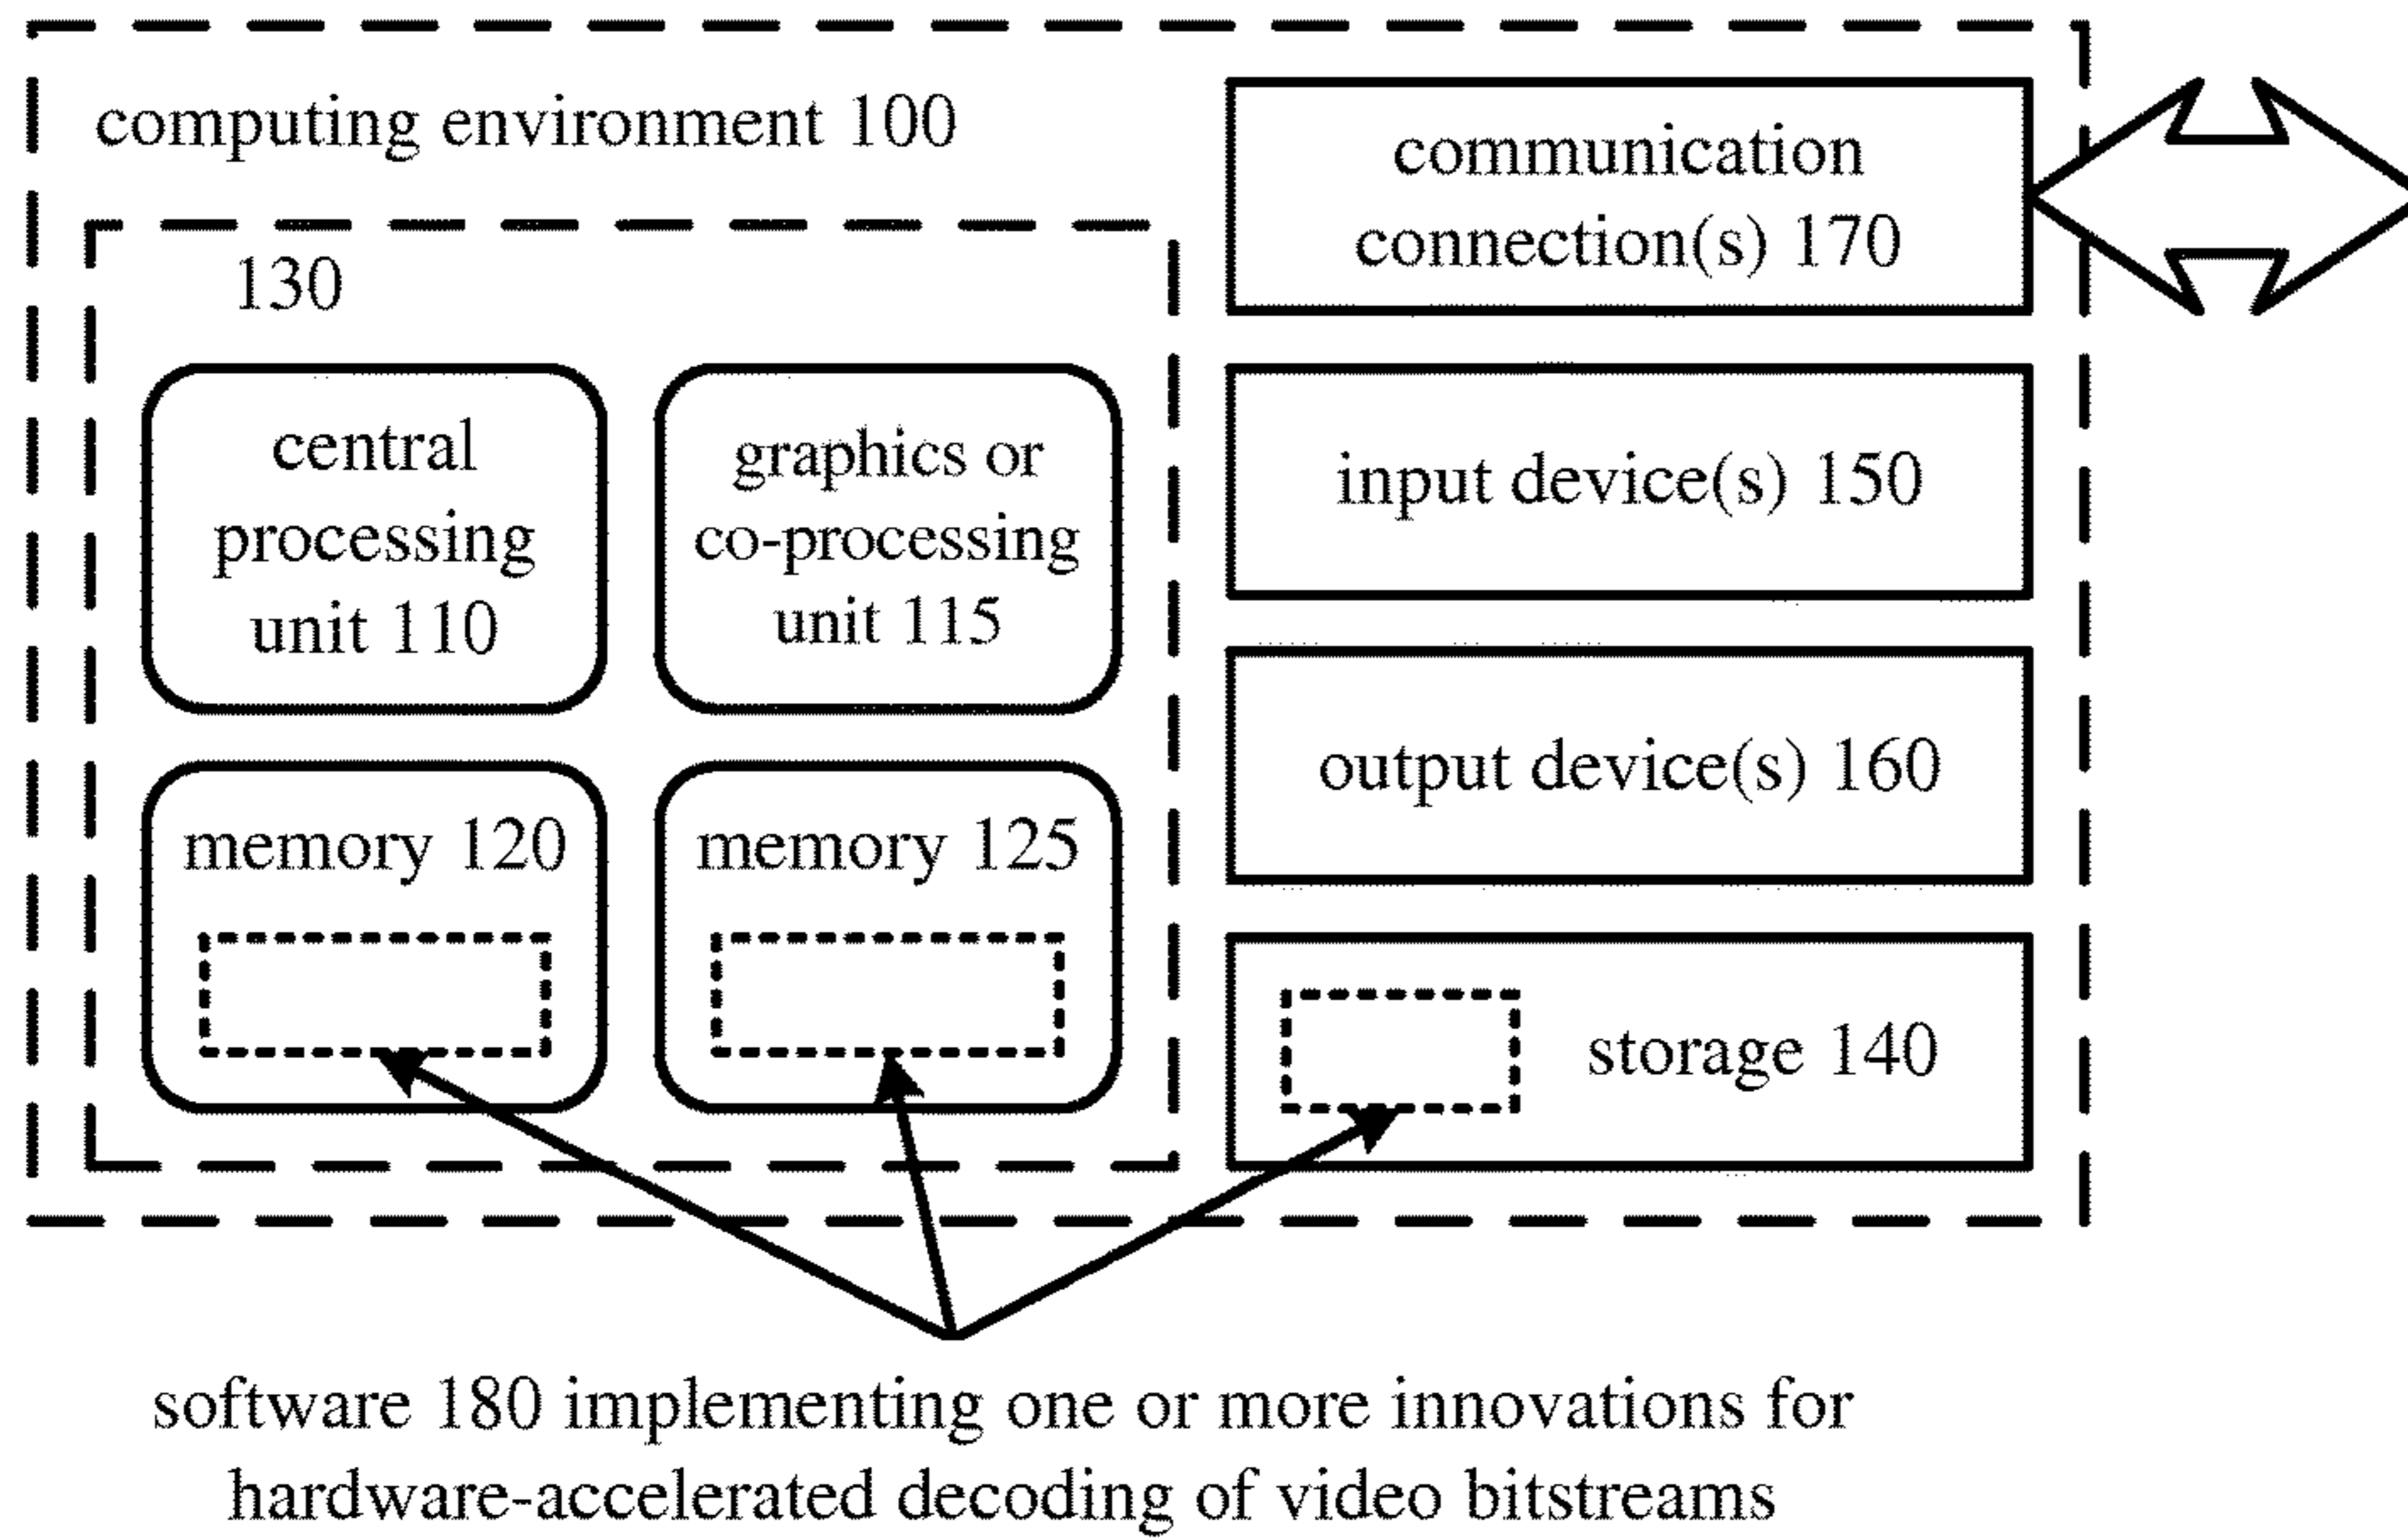 computing environment 100
130
central
processing
unit 110
graphics or
co-processing
unit 115
memory 120
memory 125
communication
connection(s) 170
input device(s) 150
output device(s) 160
storage 140
software 180 implementing one or more innovations for
hardware-accelerated decoding of video bitstreams